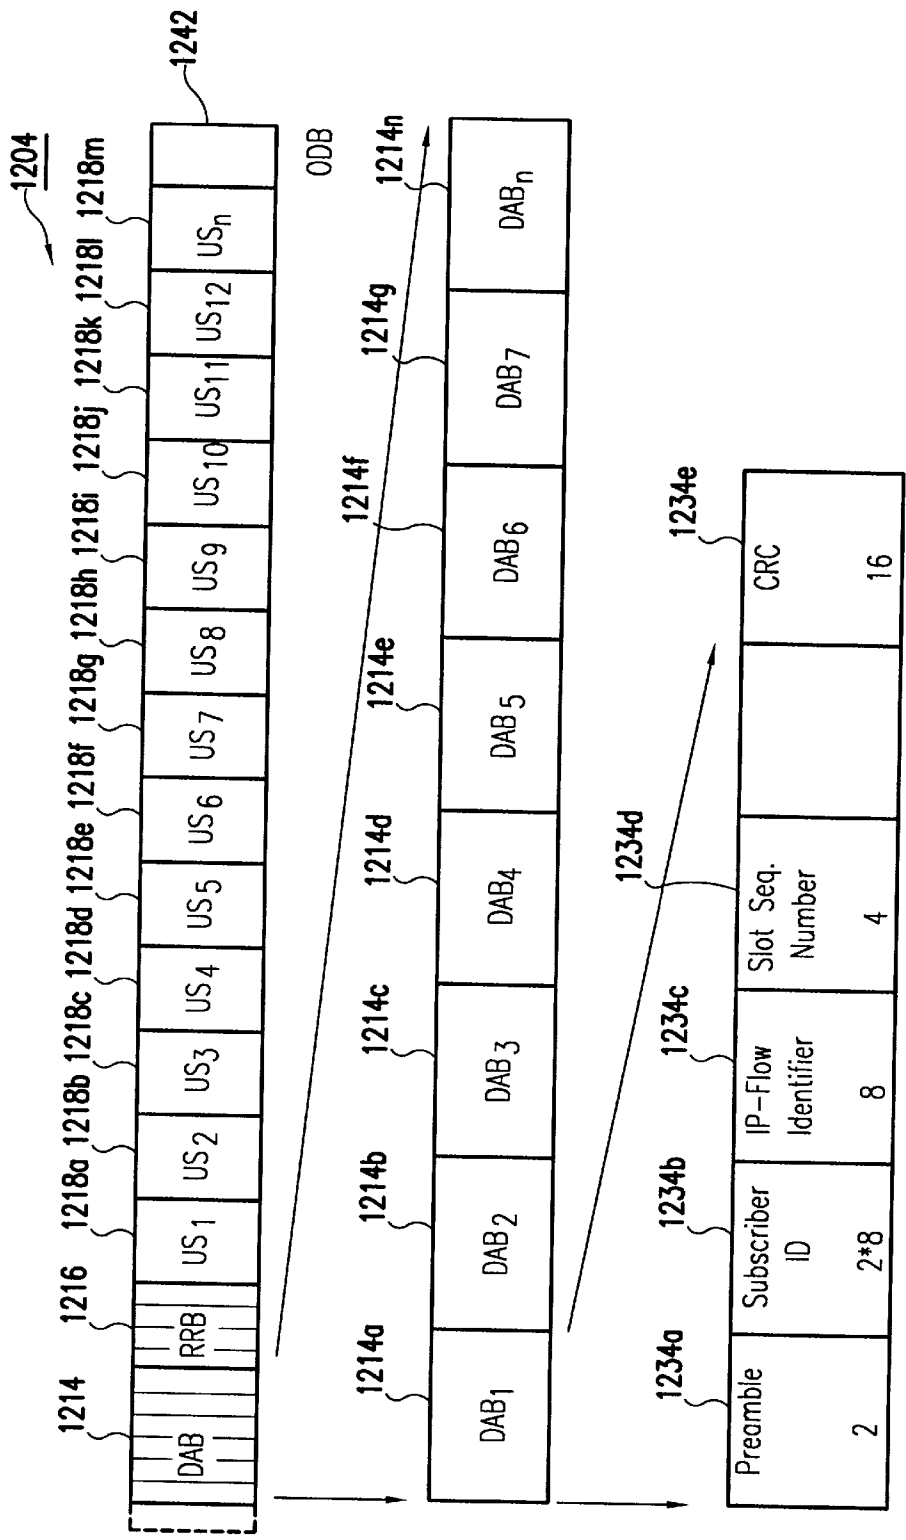 1204
1214
1216
1218a
1218b
1218c
1218d
1218e
1218f
1218g
1218h
1218i
1218j
1218k
1218l
1218m
1242
DAB
RRB
US1
US2
US3
US4
US5
US6
US7
US8
US9
US10
US11
US12
USn
ODB
1214a
1214b
1214c
1214d
1214e
1214f
1214g
1214n
DAB1
DAB2
DAB3
DAB4
DAB5
DAB6
DAB7
DABn
1234a
1234b
1234c
1234d
1234e
Preamble
2
Subscriber
ID
2*8
IP-Flow
Identifier
8
Slot Seq.
Number
4
CRC
16